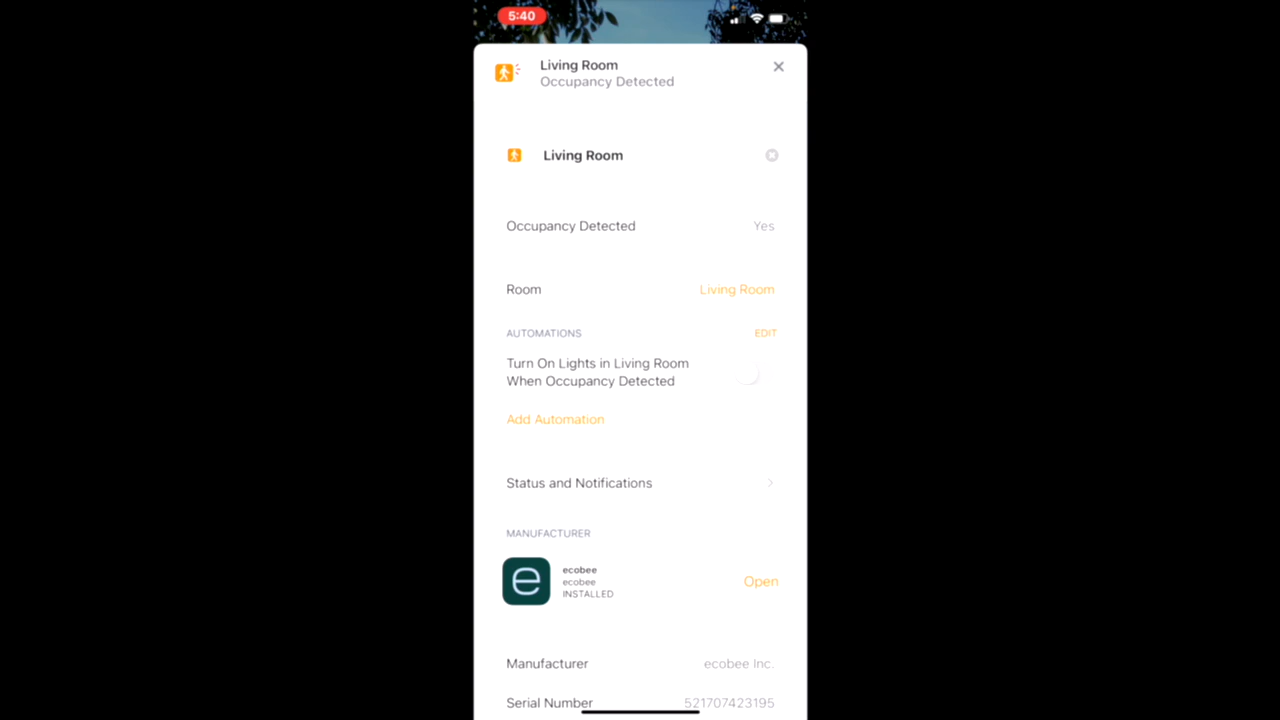 5:40
Living Room
Occupancy Detected
Living Room
Occupancy Detected Yes
Room Living Room
AUTOMATIONS EDIT
Turn On Lights in Living Room
When Occupancy Detected
Add Automation
Status and Notifications
MANUFACTURER
e
ecobee
ecobee
INSTALLED
Open
Manufacturer ecobee Inc.
Serial Number 521707423195